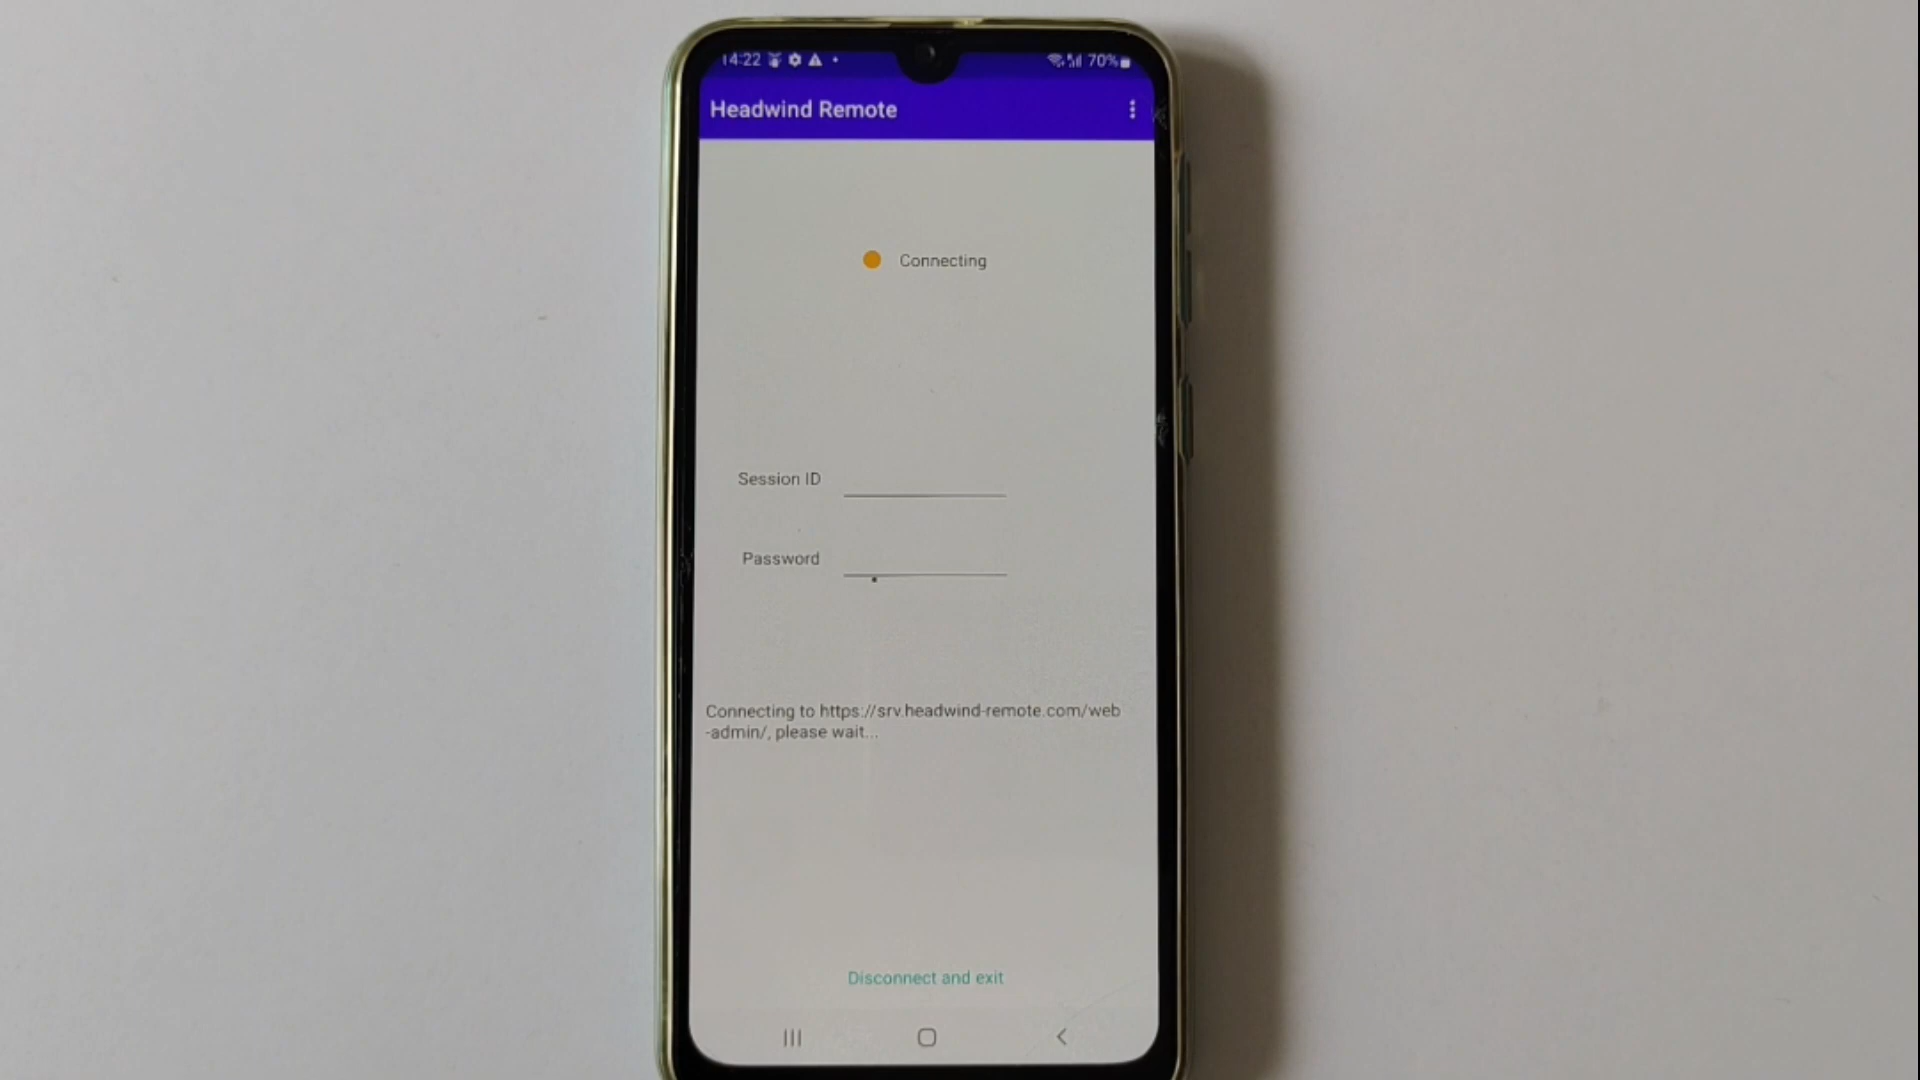 14:22 70%
Headwind Remote
Connecting
Session ID
Password
Connecting to https://srv.headwind-remote.com/web
-admin/, please wait...
Disconnect and exit